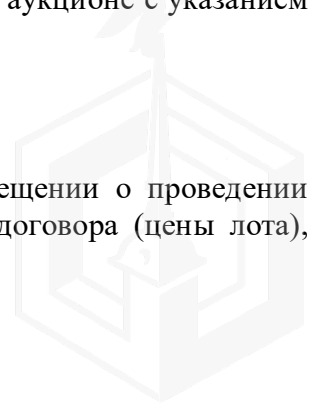 аукционе с указанием
ещении о проведении
договора (цены лота),